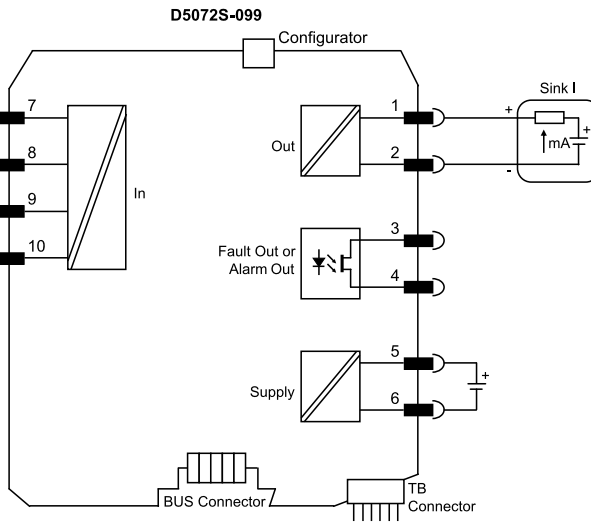 D5072S-099
Configurator
Sink I
7
8
9
10
In
1
2
Out
+
-
mA
+
3
4
Fault Out or
Alarm Out
5
6
Supply
+
BUS Connector
TB
Connector